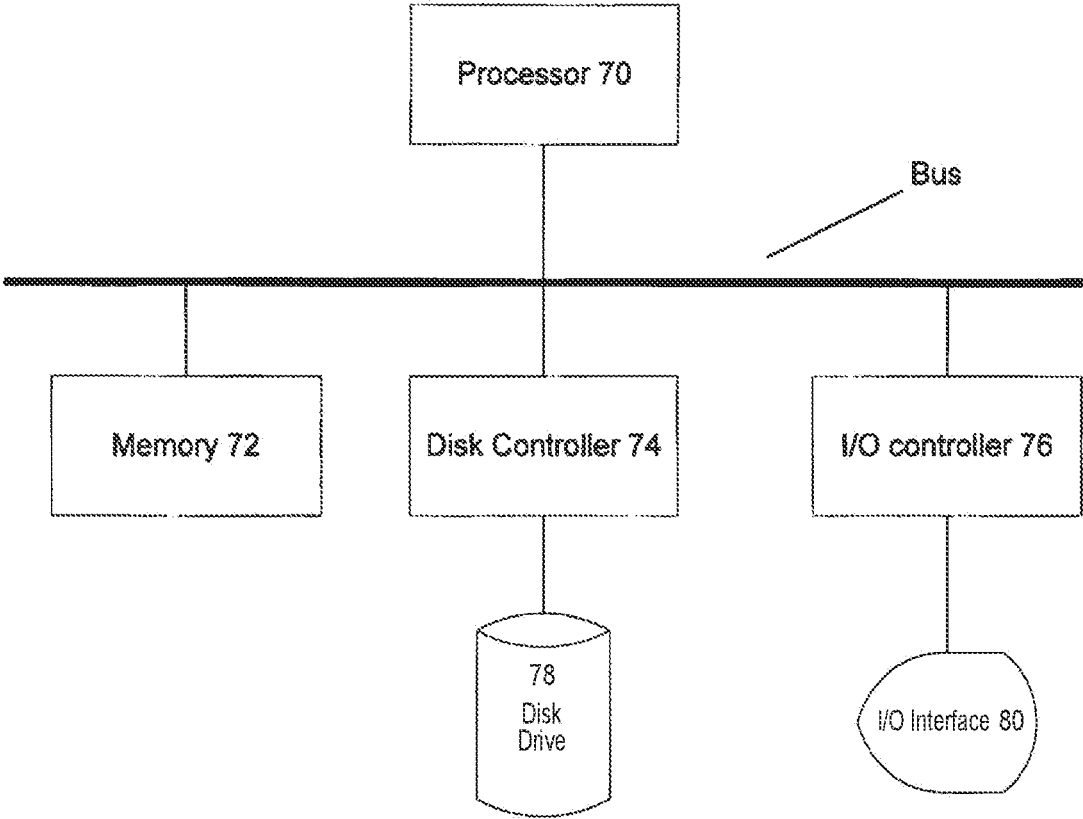 Processor 70
Bus
Memory 72
Disk Controller 74
I/O controller 76
78
Disk
Drive
I/O Interface 80